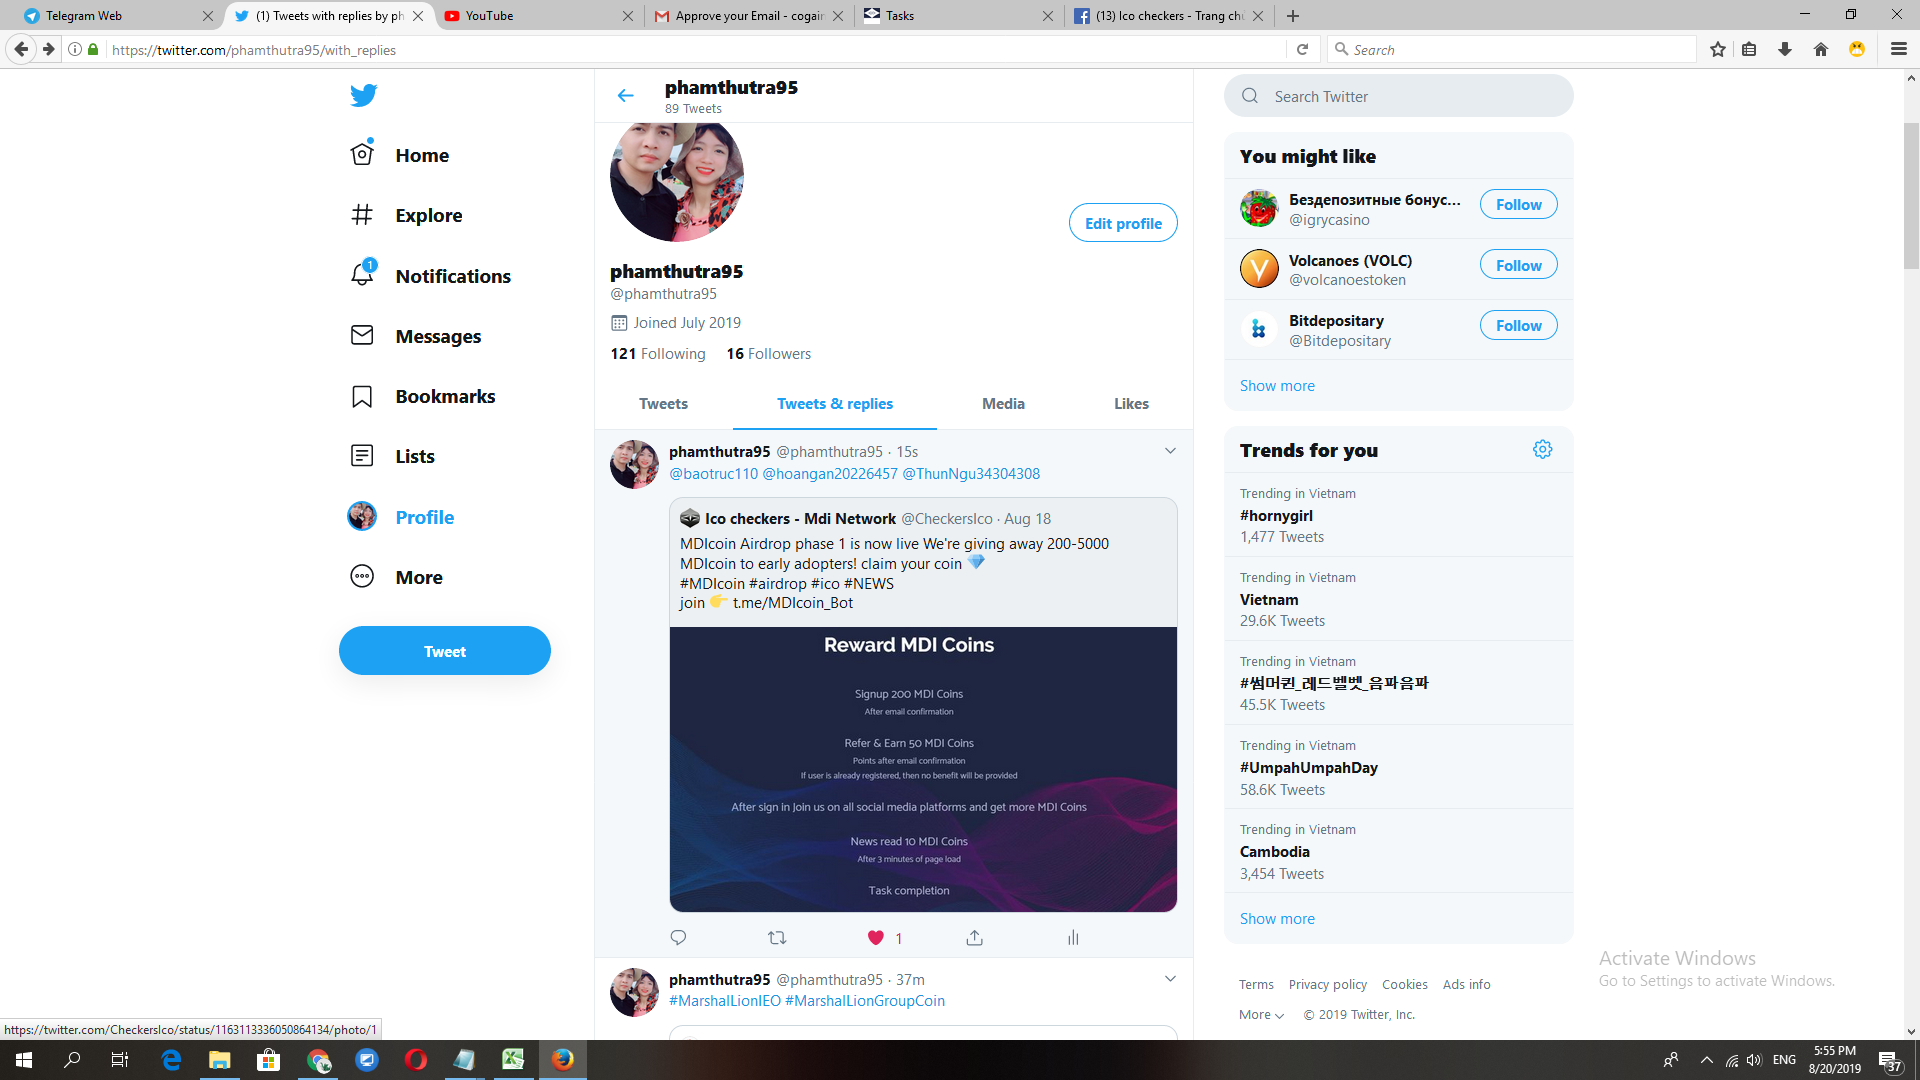 Telegram Web
(1) Tweets with replies by ph
YouTube
Approve your Email - cogain
Tasks
(13) Ico checkers - Trang chủ
https://twitter.com/phamthutra95/with_replies
Search
Home
Explore
1
Notifications
Messages
Bookmarks
Lists
Profile
More
Tweet
phamthutra95
89 Tweets
Edit profile
phamthutra95
@phamthutra95
Joined July 2019
121 Following 16 Followers
Tweets
Tweets & replies
Media
Likes
phamthutra95 @phamthutra95 · 15s
@baotruc110 @hoangan20226457 @ThunNgu34304308
Ico checkers - Mdi Network @CheckersIco · Aug 18
MDIcoin Airdrop phase 1 is now live We're giving away 200-5000
MDIcoin to early adopters! claim your coin 💎
#MDIcoin #airdrop #ico #NEWS
join 👉 t.me/MDIcoin_Bot
Reward MDI Coins
Signup 200 MDI Coins
After email confirmation
Refer & Earn 50 MDI Coins
Points after email confirmation
If user is already registered, then no benefit will be provided
After sign in Join us on all social media platforms and get more MDI Coins
News read 10 MDI Coins
After 3 minutes of page load
Task completion
1
phamthutra95 @phamthutra95 · 37m
#MarshalLionIEO #MarshalLionGroupCoin
Search Twitter
You might like
Бездепозитные бонус...
@igrycasino
Follow
Volcanoes (VOLC)
@volcanoestoken
Follow
Bitdepositary
@Bitdepositary
Follow
Show more
Trends for you
Trending in Vietnam
#hornygirl
1,477 Tweets
Trending in Vietnam
Vietnam
29.6K Tweets
Trending in Vietnam
#썸머퀸_레드벨벳_음파음파
45.5K Tweets
Trending in Vietnam
#UmpahUmpahDay
58.6K Tweets
Trending in Vietnam
Cambodia
3,454 Tweets
Show more
Terms Privacy policy Cookies Ads info
More © 2019 Twitter, Inc.
Activate Windows
Go to Settings to activate Windows.
https://twitter.com/CheckersIco/status/1163113336050864134/photo/1
ENG
5:55 PM
8/20/2019
37